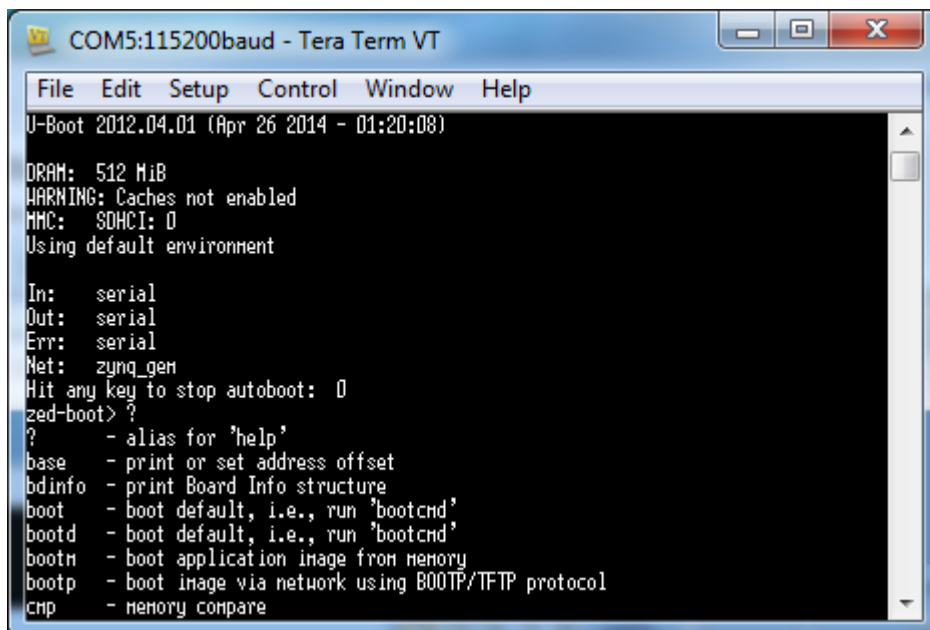 COM5:115200baud - Tera Term VT
File Edit Setup Control Window Help
U-Boot 2012.04.01 (Apr 26 2014 - 01:20:08)
DRAM: 512 MiB
WARNING: Caches not enabled
MMC: SDHCI: 0
Using default environment
In: serial
Out: serial
Err: serial
Net: zynq_gem
Hit any key to stop autoboot: 0
zed-boot> ?
? - alias for 'help'
base - print or set address offset
bdinfo - print Board Info structure
boot - boot default, i.e., run 'bootcmd'
bootd - boot default, i.e., run 'bootcmd'
bootm - boot application image from memory
bootp - boot image via network using BOOTP/TFTP protocol
cmp - memory compare